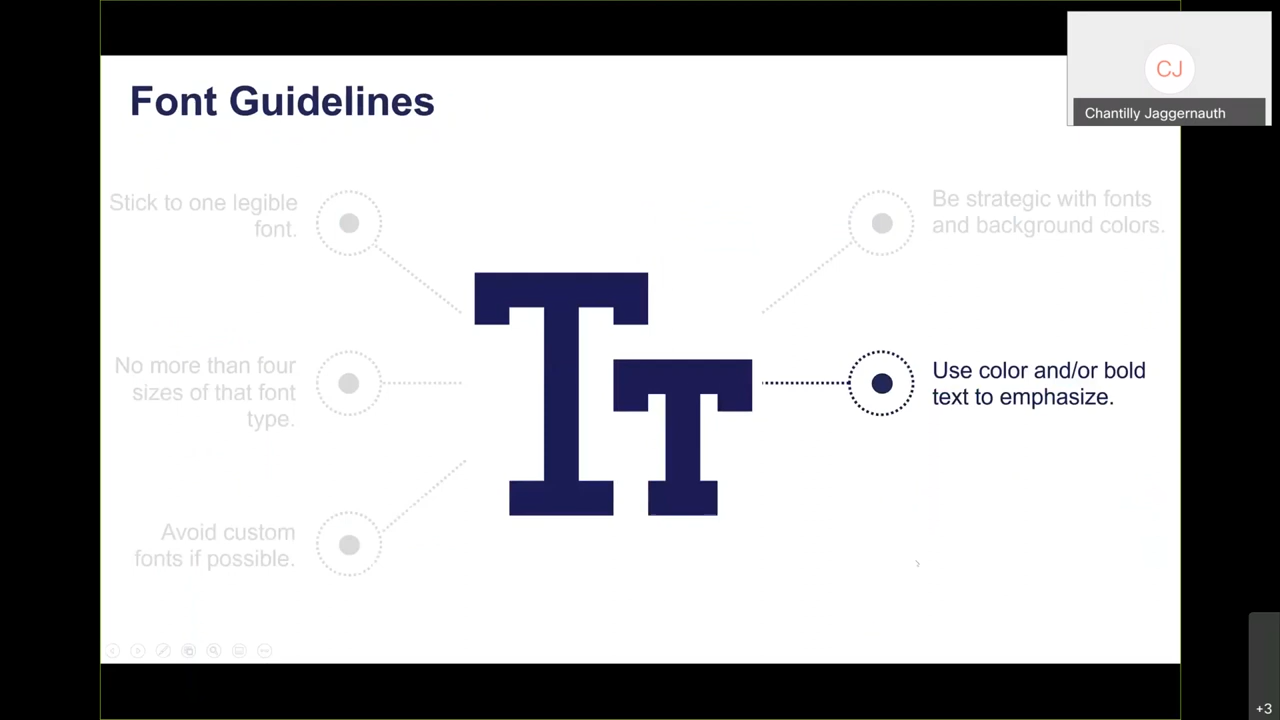 Font Guidelines
CJ
Chantilly Jaggernauth
Stick to one legible
font.
No more than four
sizes of that font
type.
Avoid custom
fonts if possible.
Tt
Be strategic with fonts
and background colors.
Use color and/or bold
text to emphasize.
+3